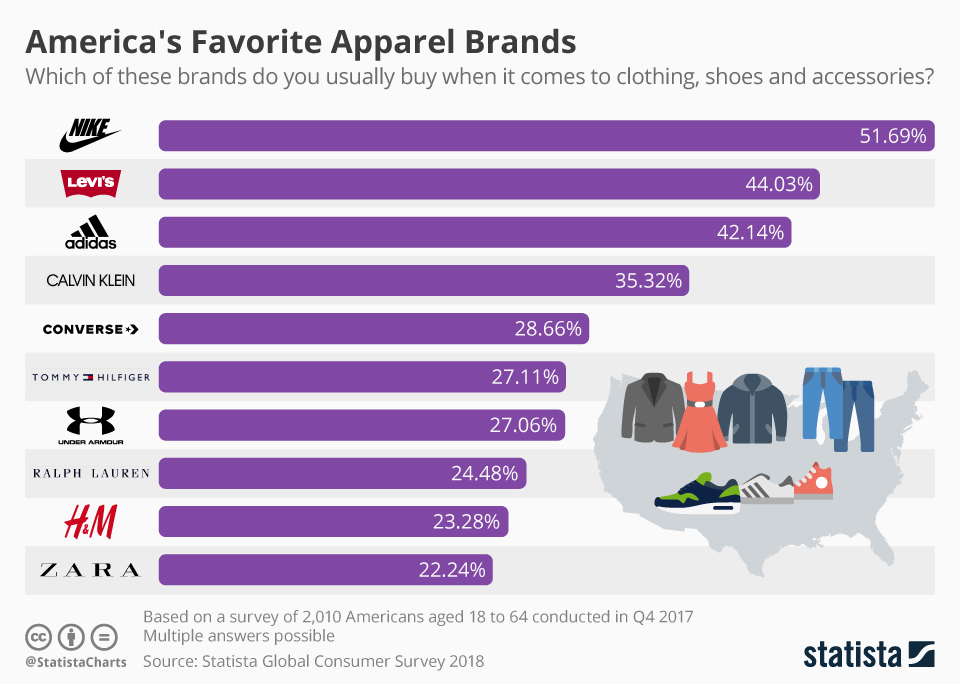 America's Favorite Apparel Brands
Which of these brands do you usually buy when it comes to clothing, shoes and accessories?
NIKE 51.69%
LEVI'S 44.03%
adidas 42.14%
CALVIN KLEIN 35.32%
CONVERSE 28.66%
TOMMY HILFIGER 27.11%
UNDER ARMOUR 27.06%
RALPH LAUREN 24.48%
H&M 23.28%
ZARA 22.24%
Based on a survey of 2,010 Americans aged 18 to 64 conducted in Q4 2017
Multiple answers possible
cc
@StatistaCharts Source: Statista Global Consumer Survey 2018
statista